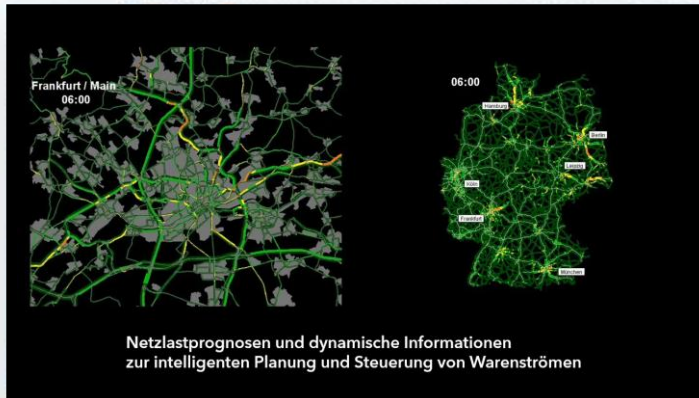 Frankfurt / Main
06:00
06:00
Hamburg
Berlin
Leipzig
Köln
Frankfurt
München
Netzlastprognosen und dynamische Informationen
zur intelligenten Planung und Steuerung von Warenströmen